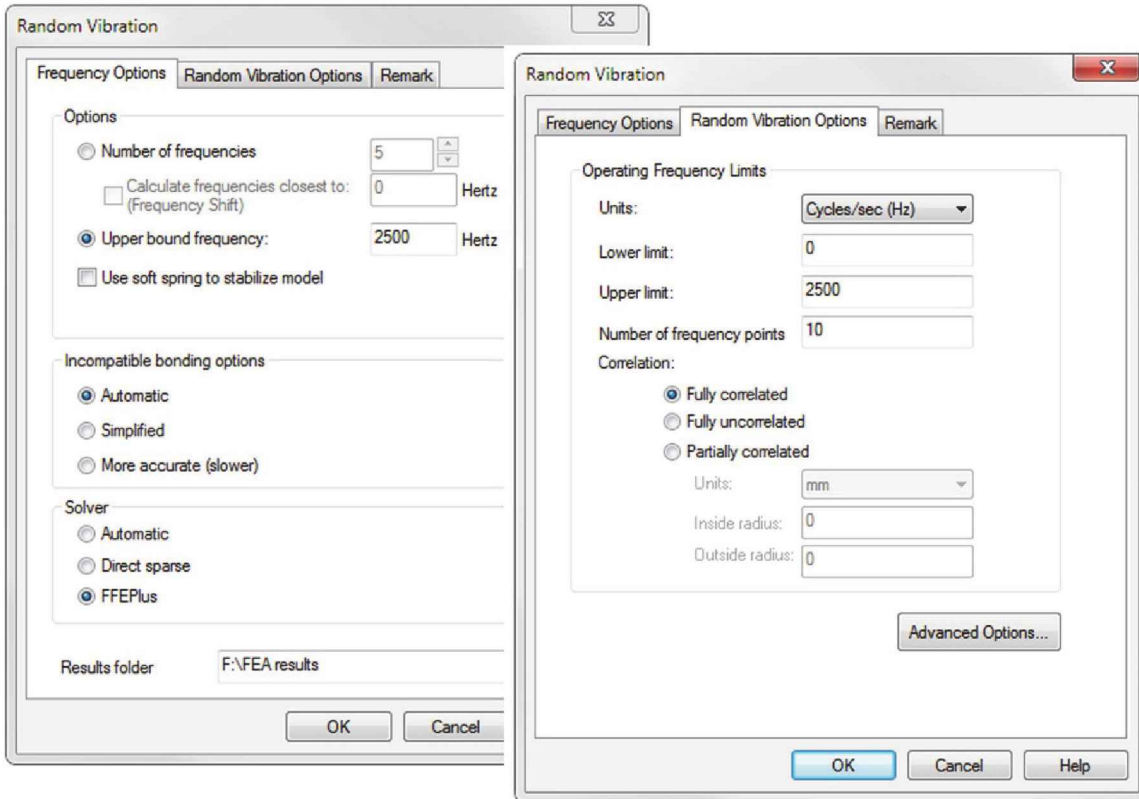 Random Vibration
Frequency Options Random Vibration Options Remark
Options
Number of frequencies 5
Calculate frequencies closest to: 0 Hertz
(Frequency Shift)
Upper bound frequency: 2500 Hertz
Use soft spring to stabilize model
Incompatible bonding options
Automatic
Simplified
More accurate (slower)
Solver
Automatic
Direct sparse
FFEPlus
Results folder F:\FEA results
OK Cancel
Random Vibration
Frequency Options Random Vibration Options Remark
Operating Frequency Limits
Units: Cycles/sec (Hz)
Lower limit: 0
Upper limit: 2500
Number of frequency points 10
Correlation:
Fully correlated
Fully uncorrelated
Partially correlated
Units: mm
Inside radius: 0
Outside radius: 0
Advanced Options...
OK Cancel Help